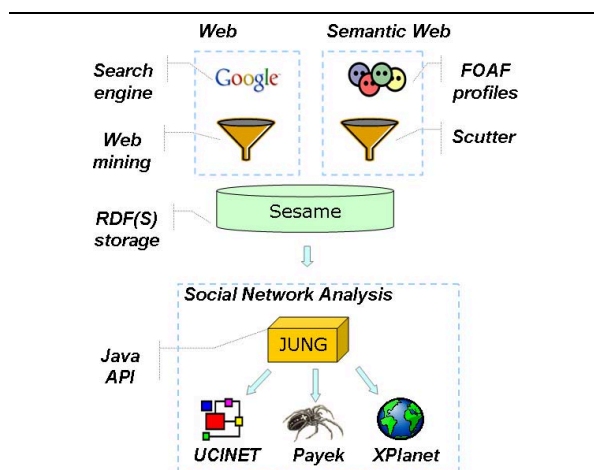 Web Semantic Web
Search
engine
Google
FOAF
profiles
Web
mining
Scutter
Sesame
RDF(S)
storage
Social Network Analysis
JUNG
Java
API
UCINET Payek XPlanet